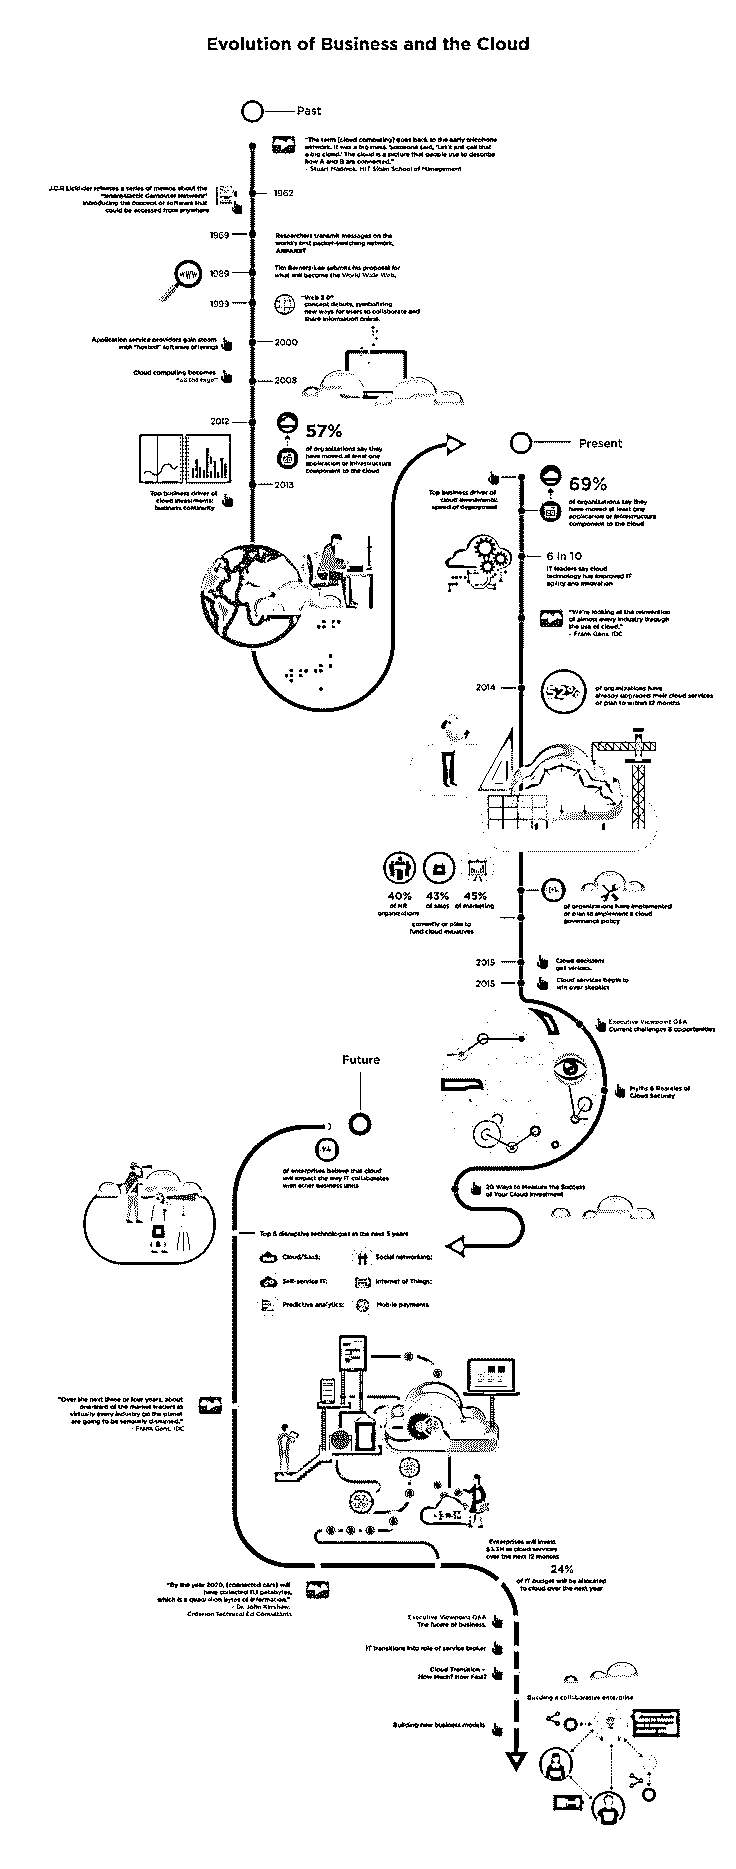 Evolution of Business and the Cloud
Past
"The term [cloud computing] goes back to the early telephone
network. It was a big mess. Someone said, 'Let's just call that
a big cloud.' The cloud is a picture that people use to describe
how A and B are connected."
- Stuart Madnick, MIT Sloan School of Management
J.C.R Licklider releases a series of memos about the
introducing the concept of software that
could be accessed from anywhere
1962
1969
Researchers transmit messages on the
world's first packet-switching network,
ARPANET
WWW
1989
Tim Berners-Lee submits his proposal for
what will become the World Wide Web.
1999
"Web 2.0"
concept debuts, symbolizing
new ways for users to collaborate and
share information online.
Application service providers gain steam
with "hosted" software offerings
2000
Cloud computing becomes
2008
2012
57%
of organizations say they
have moved at least one
application or infrastructure
component to the cloud
2013
Top business driver of
cloud investments:
business continuity
Present
Top business driver of
cloud investments:
speed of deployment
69%
of organizations say they
have moved at least one
application or infrastructure
component to the cloud
6 in 10
IT leaders say cloud
technology has improved IT
agility and innovation
"We're looking at the reinvention
of almost every industry through
the use of cloud."
- Frank Gens, IDC
2014
of organizations have
already upgraded their cloud services
or plan to within 12 months
40%
of HR
organizations
43%
of sales
45%
of marketing
currently or plan to
fund cloud initiatives
of organizations have implemented
or plan to implement a cloud
governance policy
2015
Cloud decisions
get serious.
2015
Cloud services begin to
win over skeptics
Executive Viewpoint Q&A
Current challenges & opportunities
Myths & Realities of
Cloud Security
20 Ways to Measure the Success
of Your Cloud Investment
Future
of enterprises believe that cloud
will impact the way IT collaborates
with other business units
Top 6 disruptive technologies in the next 5 years
Cloud/SaaS;
Social networking;
Self-service IT;
Internet of Things;
Predictive analytics;
Mobile payments
"Over the next three or four years, about
one-third of the market leaders in
virtually every industry on the planet
are going to be seriously disrupted."
- Frank Gens, IDC
Enterprises will invest
in cloud services
over the next 12 months
24%
of IT budget will be allocated
to cloud over the next year
"By the year 2020, [connected cars] will
have collected 11.1 petabytes,
which is a quadrillion bytes of information."
- Dr. John Kirshaw,
Criterion Technical Ed Consultants
Executive Viewpoint Q&A
The future of business.
IT transitions into role of service broker
Cloud Transition -
How Much? How Fast?
Building a collaborative enterprise
Building new business models